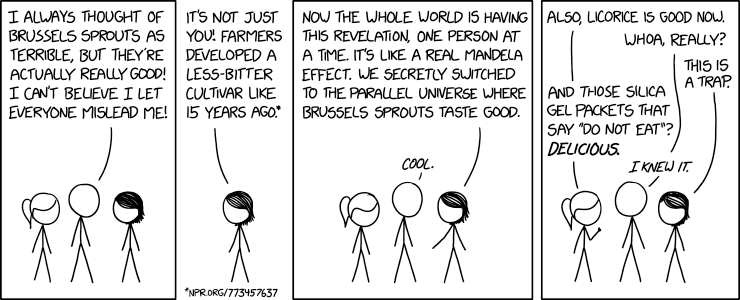 I ALWAYS THOUGHT OF
BRUSSELS SPROUTS AS
TERRIBLE, BUT THEY'RE
ACTUALLY REALLY GOOD!
I CAN'T BELIEVE I LET
EVERYONE MISLEAD ME!
IT'S NOT JUST
YOU! FARMERS
DEVELOPED A
LESS-BITTER
CULTIVAR LIKE
15 YEARS AGO.*
*NPR.ORG/773457637
NOW THE WHOLE WORLD IS HAVING
THIS REVELATION, ONE PERSON AT
A TIME. IT'S LIKE A REAL MANDELA
EFFECT. WE SECRETLY SWITCHED
TO THE PARALLEL UNIVERSE WHERE
BRUSSELS SPROUTS TASTE GOOD.
COOL.
ALSO, LICORICE IS GOOD NOW.
WHOA, REALLY?
THIS IS
A TRAP.
AND THOSE SILICA
GEL PACKETS THAT
SAY "DO NOT EAT"?
DELICIOUS.
I KNEW IT.